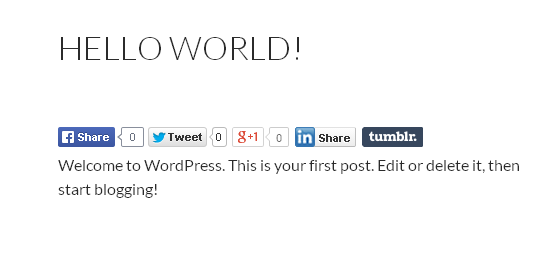 HELLO WORLD!
Share 0 Tweet 0 g+1 0 in Share tumblr.
Welcome to WordPress. This is your first post. Edit or delete it, then
start blogging!